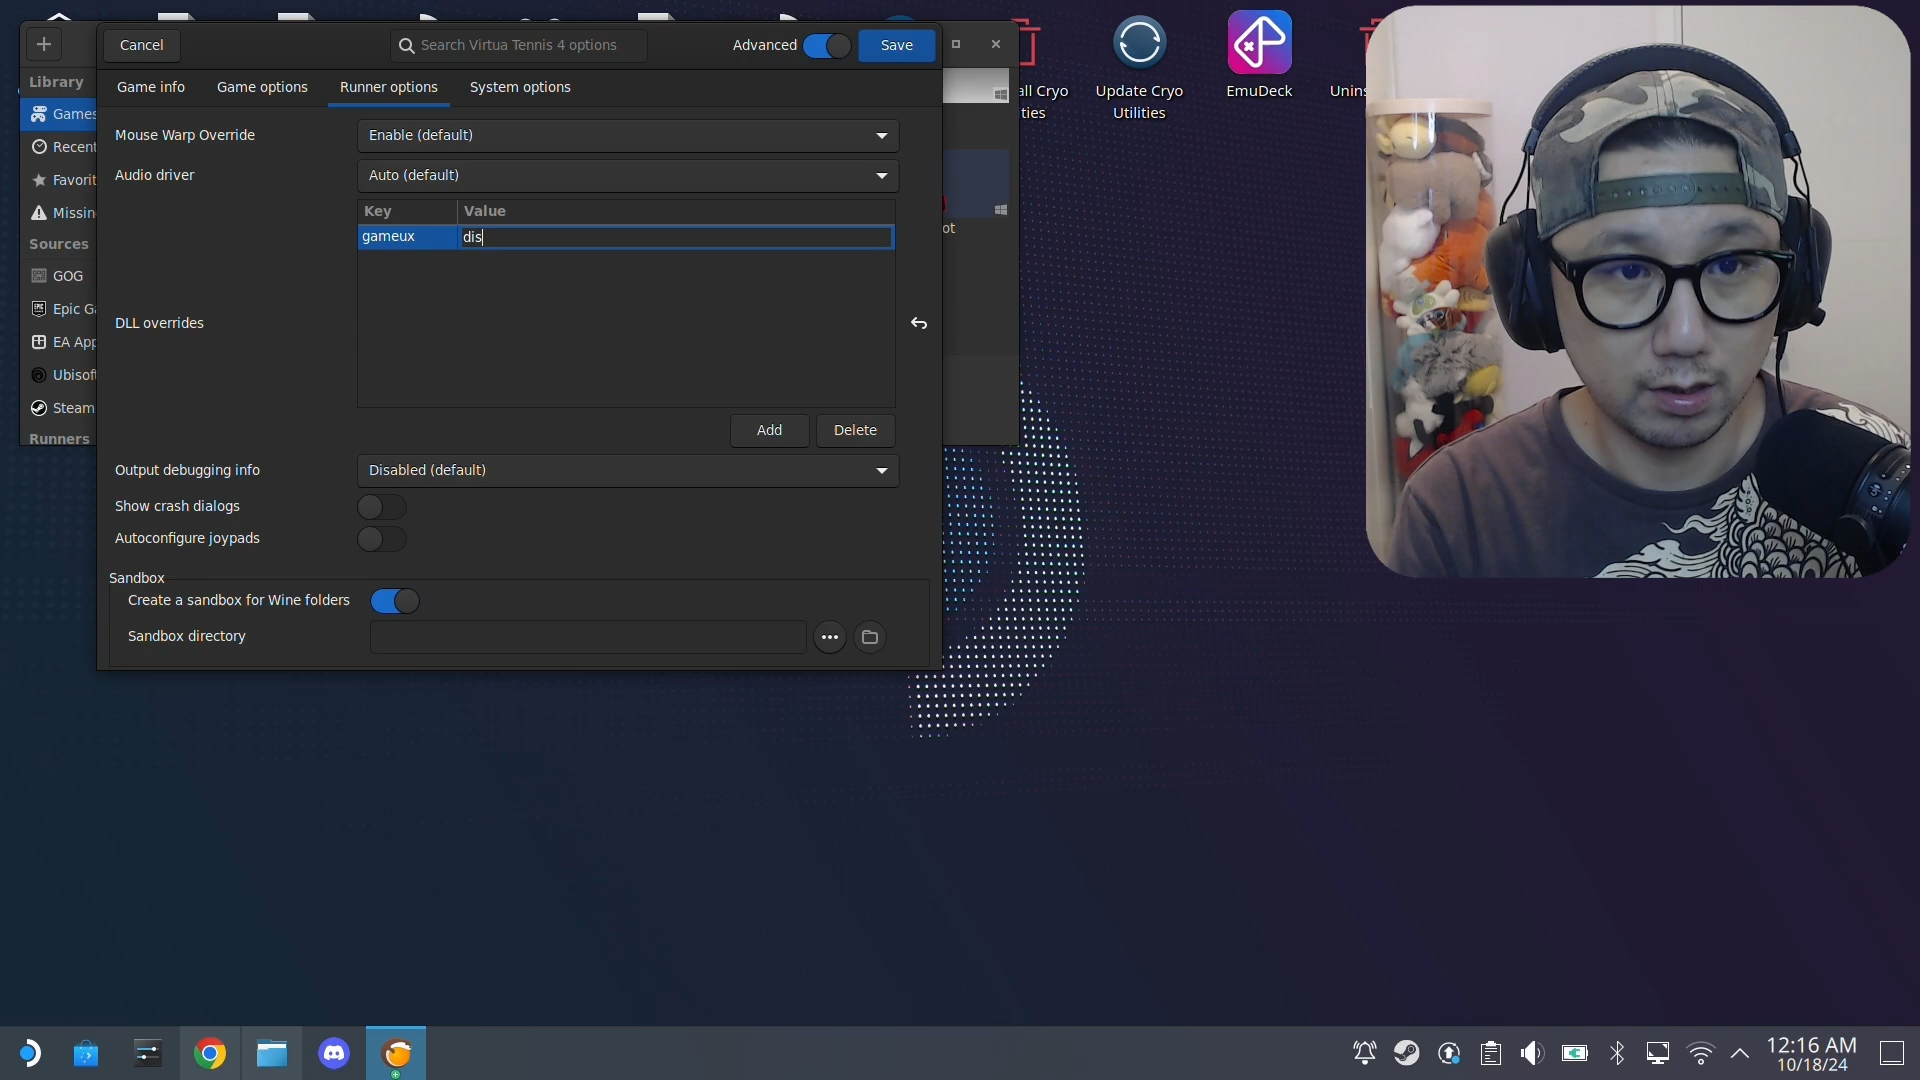 Cancel
Search Virtua Tennis 4 options
Advanced
Save
Game info
Game options
Runner options
System options
Library
Games
Recent
Favorit
Missin
Sources
GOG
Epic Ga
EA App
Ubisoft
Steam
Runners
Mouse Warp Override
Enable (default)
Audio driver
Auto (default)
Key
Value
gameux
dis
DLL overrides
Add
Delete
Output debugging info
Disabled (default)
Show crash dialogs
Autoconfigure joypads
Sandbox
Create a sandbox for Wine folders
Sandbox directory
ot
all Cryo
ties
Update Cryo
Utilities
EmuDeck
Unins
12:16 AM
10/18/24